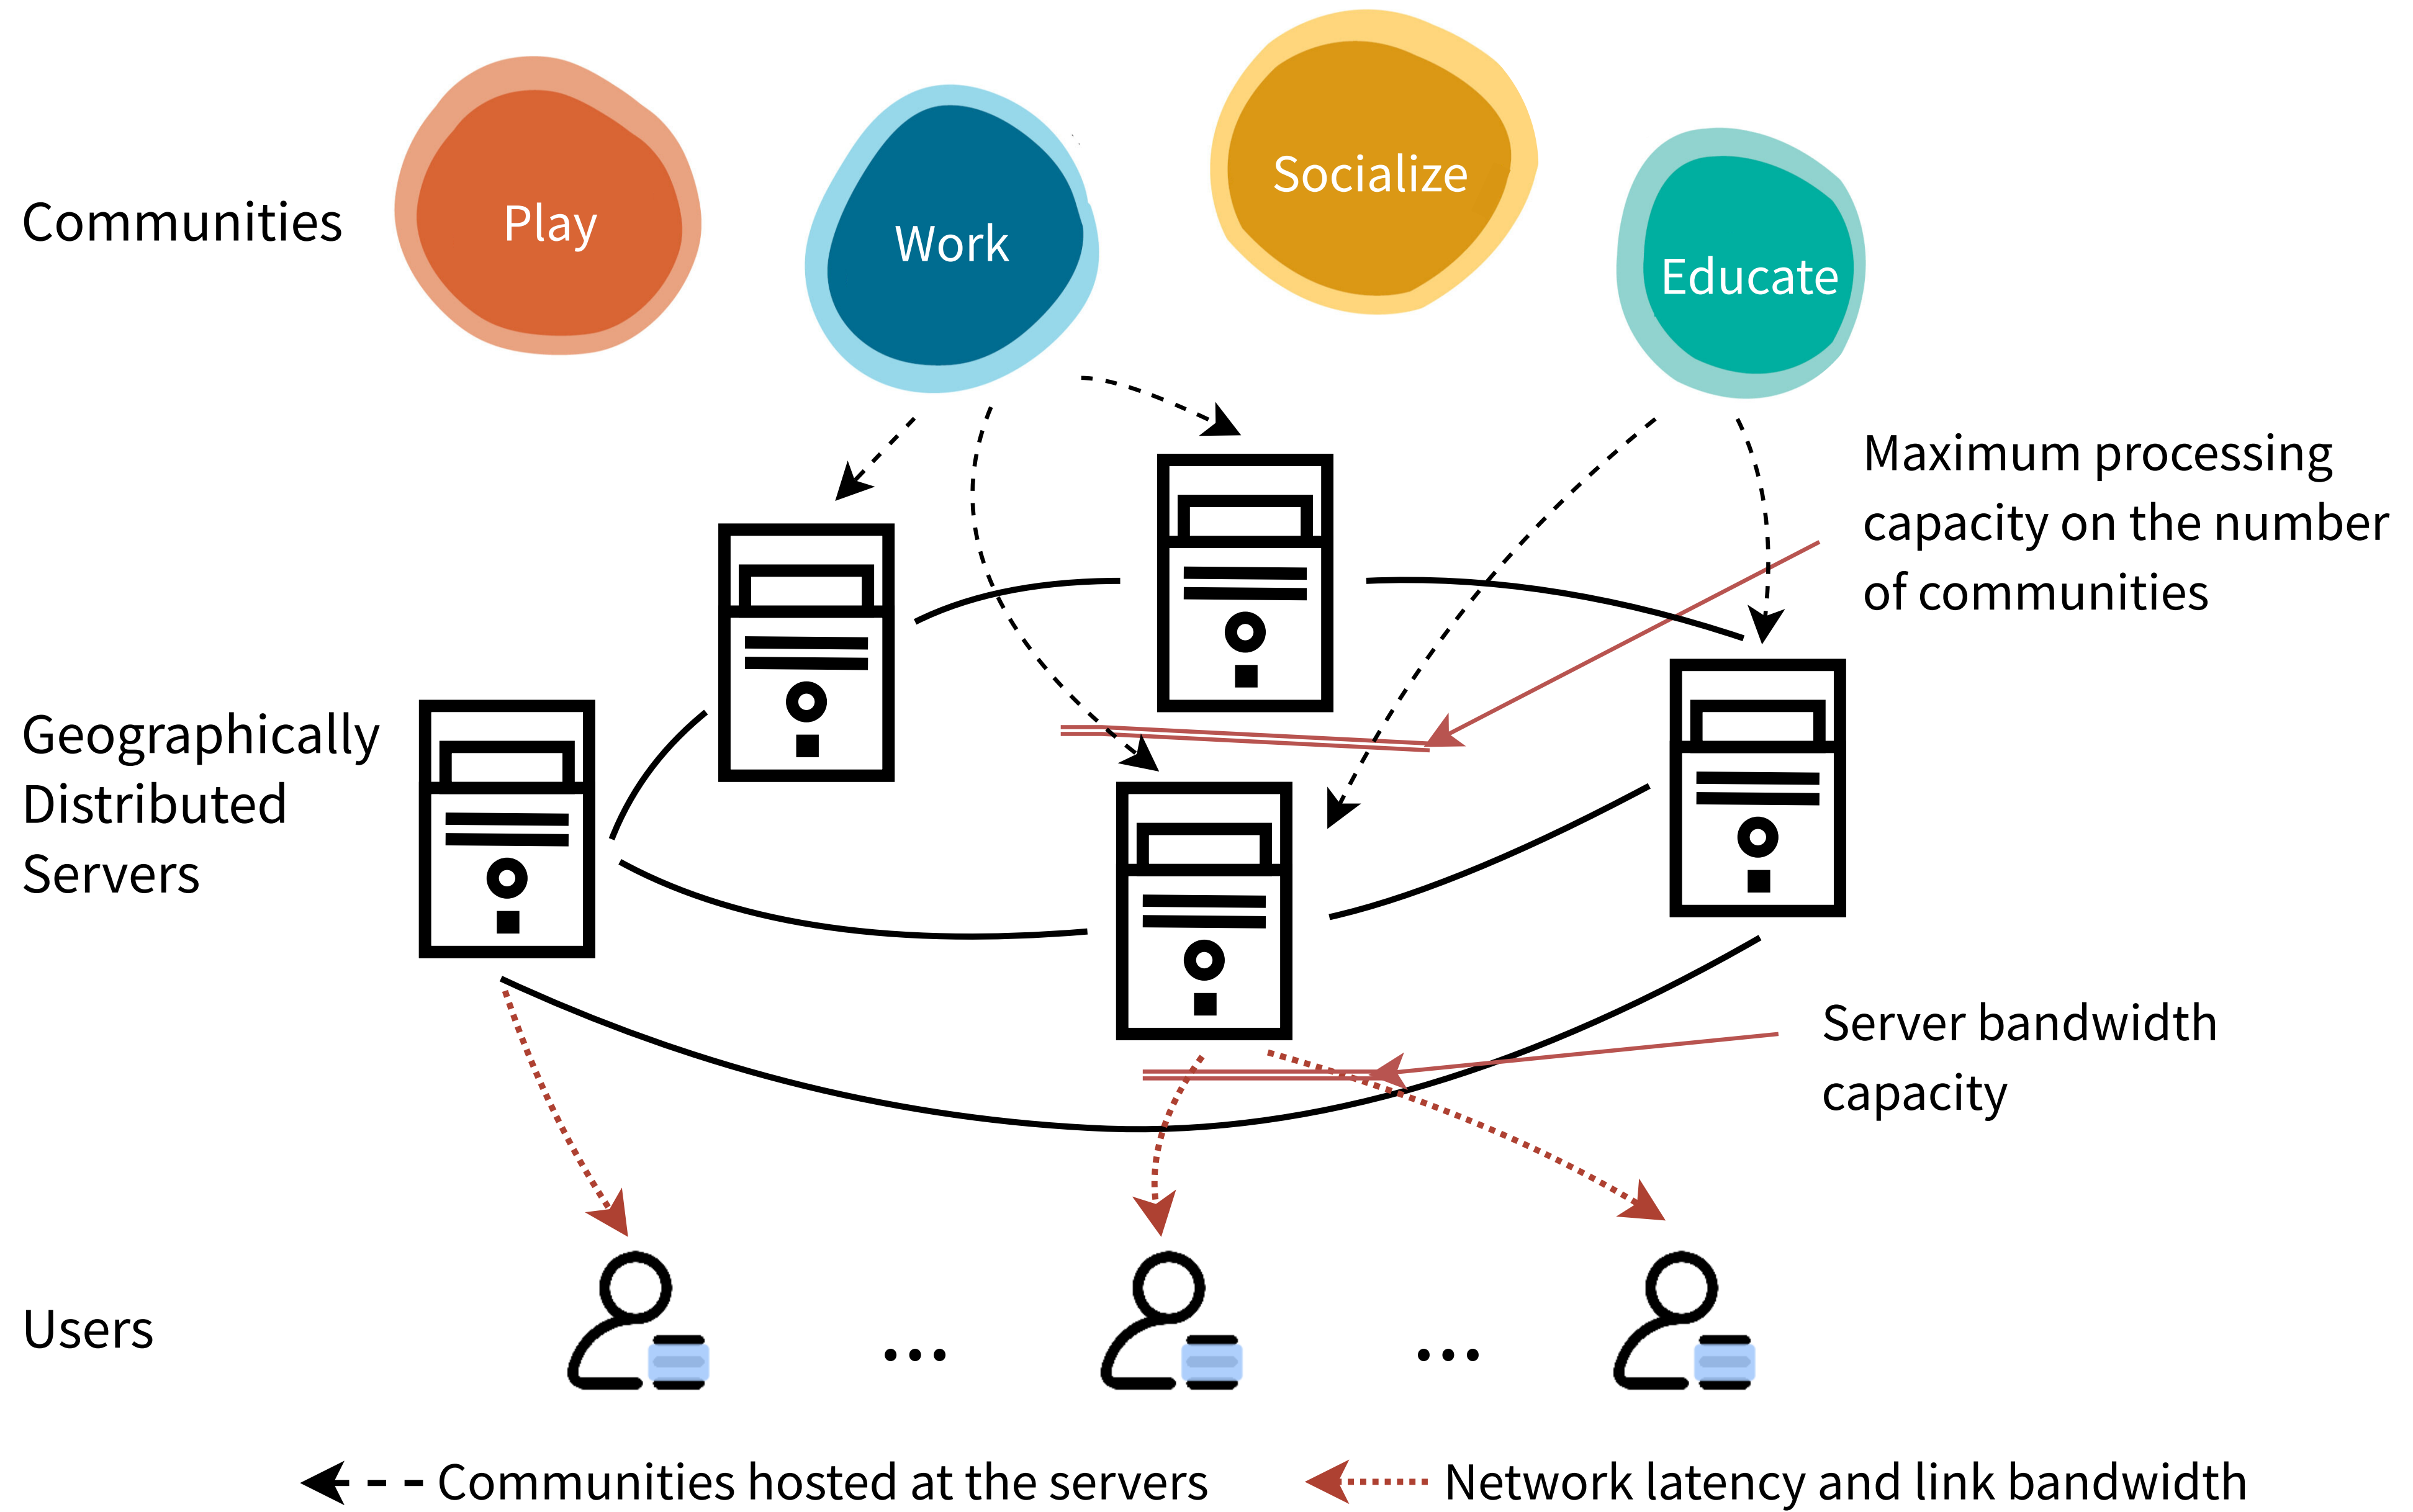 Communities
Play
Work
Socialize
Educate
Maximum processing
capacity on the number
of communities
Geographically
Distributed
Servers
Server bandwidth
capacity
Users
Communities hosted at the servers
Network latency and link bandwidth